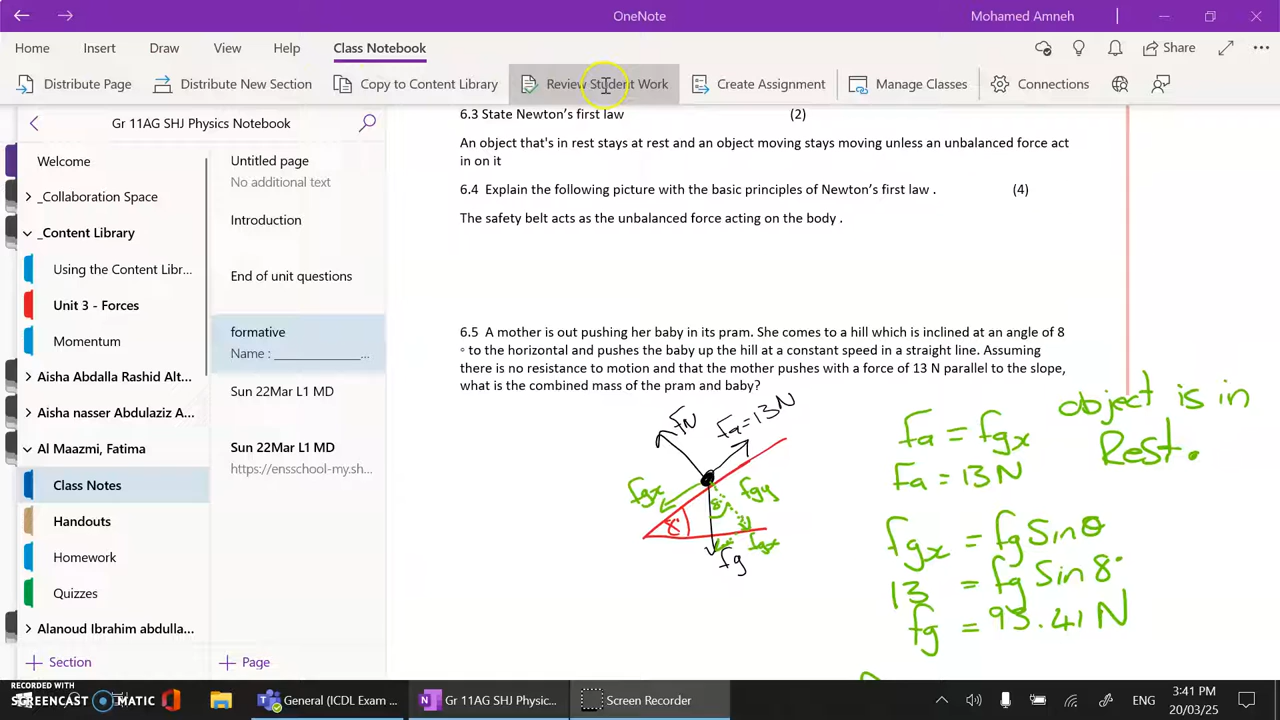 OneNote
Mohamed Amneh
Home Insert Draw View Help Class Notebook
Share
Distribute Page Distribute New Section Copy to Content Library Review Student Work Create Assignment Manage Classes Connections
Gr 11AG SHJ Physics Notebook
Welcome
_Collaboration Space
_Content Library
Using the Content Libr...
Unit 3 - Forces
Momentum
Aisha Abdalla Rashid Alt...
Aisha nasser Abdulaziz A...
Al Maazmi, Fatima
Class Notes
Handouts
Homework
Quizzes
Alanoud Ibrahim abdulla...
Section
Untitled page
No additional text
Introduction
End of unit questions
formative
Name : ____________...
Sun 22Mar L1 MD
Sun 22Mar L1 MD
https://ensschool-my.sh...
Page
6.3 State Newton's first law (2)
An object that's in rest stays at rest and an object moving stays moving unless an unbalanced force act
in on it
6.4 Explain the following picture with the basic principles of Newton's first law . (4)
The safety belt acts as the unbalanced force acting on the body .
6.5 A mother is out pushing her baby in its pram. She comes to a hill which is inclined at an angle of 8
° to the horizontal and pushes the baby up the hill at a constant speed in a straight line. Assuming
there is no resistance to motion and that the mother pushes with a force of 13 N parallel to the slope,
what is the combined mass of the pram and baby?
FN
Fa=13N
fgx
8°
fgy
8°
fgx
fg
object is in
Rest.
Fa = fgx
Fa = 13N
fgx = fg Sin θ
13 = fg Sin 8°
fg = 93.41 N
RECORDED WITH
SCREENCAST MATIC
General (ICDL Exam ...
Gr 11AG SHJ Physic...
Screen Recorder
ENG
3:41 PM
20/03/25